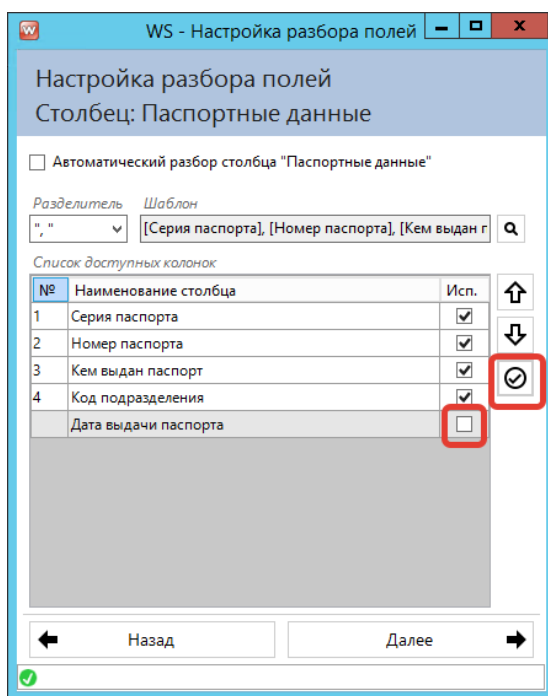 WS - Настройка разбора полей
Настройка разбора полей
Столбец: Паспортные данные
Автоматический разбор столбца "Паспортные данные"
Разделитель Шаблон
", " [Серия паспорта], [Номер паспорта], [Кем выдан п
Список доступных колонок
№ Наименование столбца Исп.
1 Серия паспорта
2 Номер паспорта
3 Кем выдан паспорт
4 Код подразделения
Дата выдачи паспорта
Назад Далее